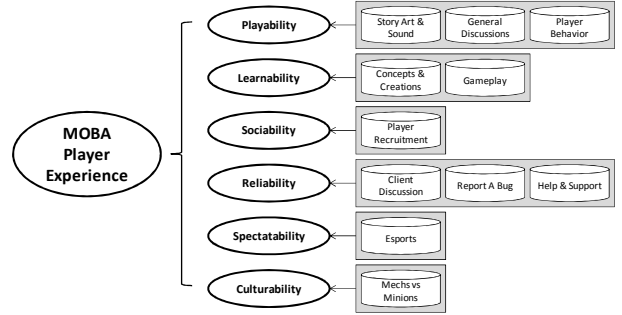 MOBA
Player
Experience
Playability
Story Art &
Sound
General
Discussions
Player
Behavior
Learnability
Concepts &
Creations
Gameplay
Sociability
Player
Recruitment
Reliability
Client
Discussion
Report A Bug
Help & Support
Spectatability
Esports
Culturability
Mechs vs
Minions